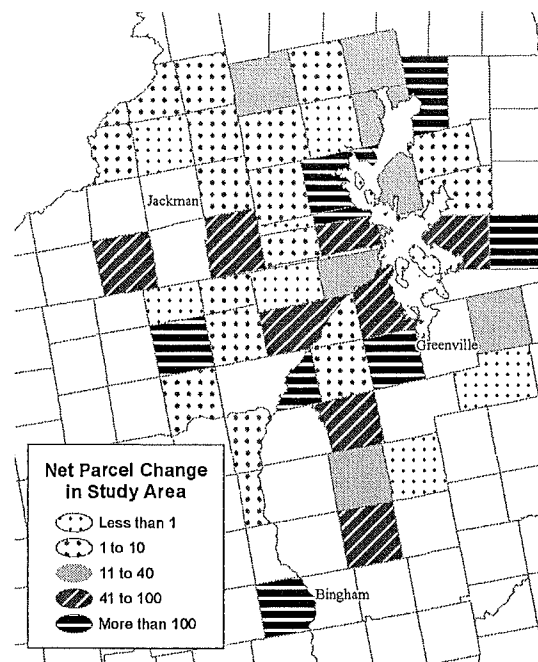 Jackman
Greenville
Net Parcel Change
in Study Area
Less than 1
1 to 10
11 to 40
41 to 100
More than 100
Bingham